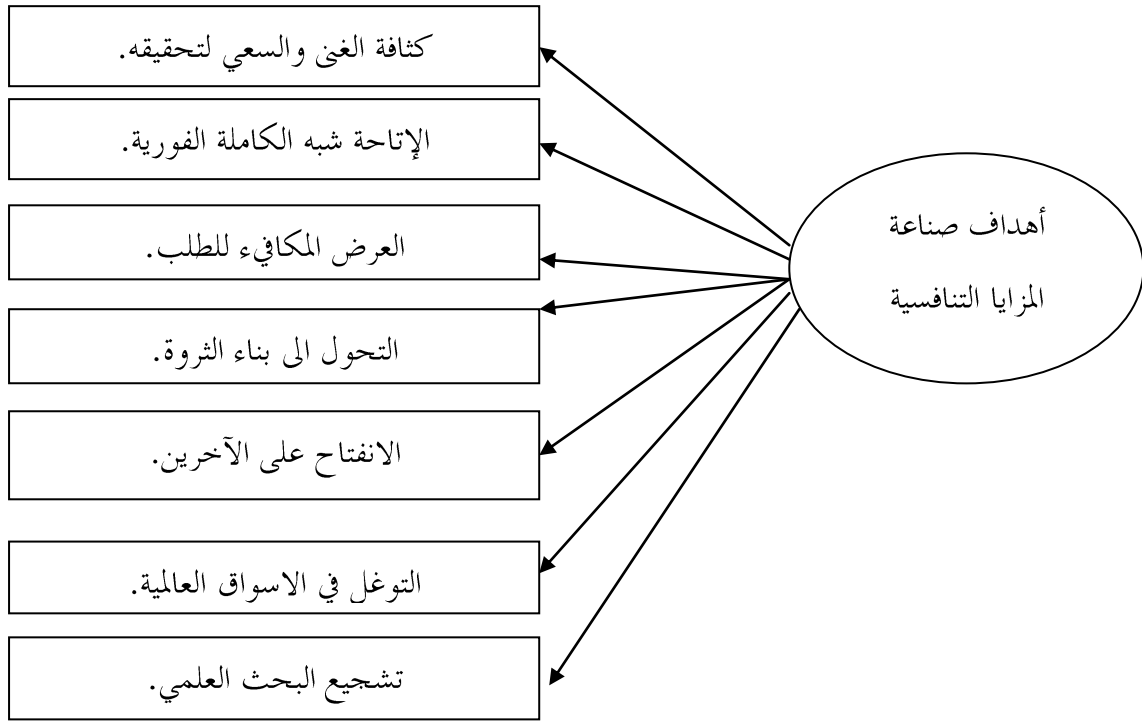 أهداف صناعة
المزايا التنافسية
كثافة الغنى والسعي لتحقيقه.
الإتاحة شبه الكاملة الفورية.
العرض المكافيء للطلب.
التحول الى بناء الثروة.
الانفتاح على الآخرين.
التوغل في الاسواق العالمية.
تشجيع البحث العلمي.